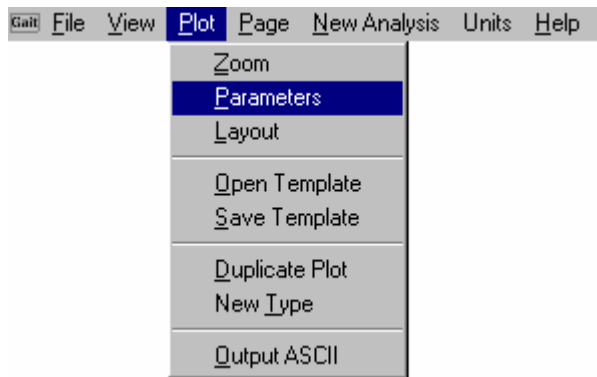 Gait File View Plot Page New Analysis Units Help
Zoom
Parameters
Layout
Open Template
Save Template
Duplicate Plot
New Type
Output ASCII